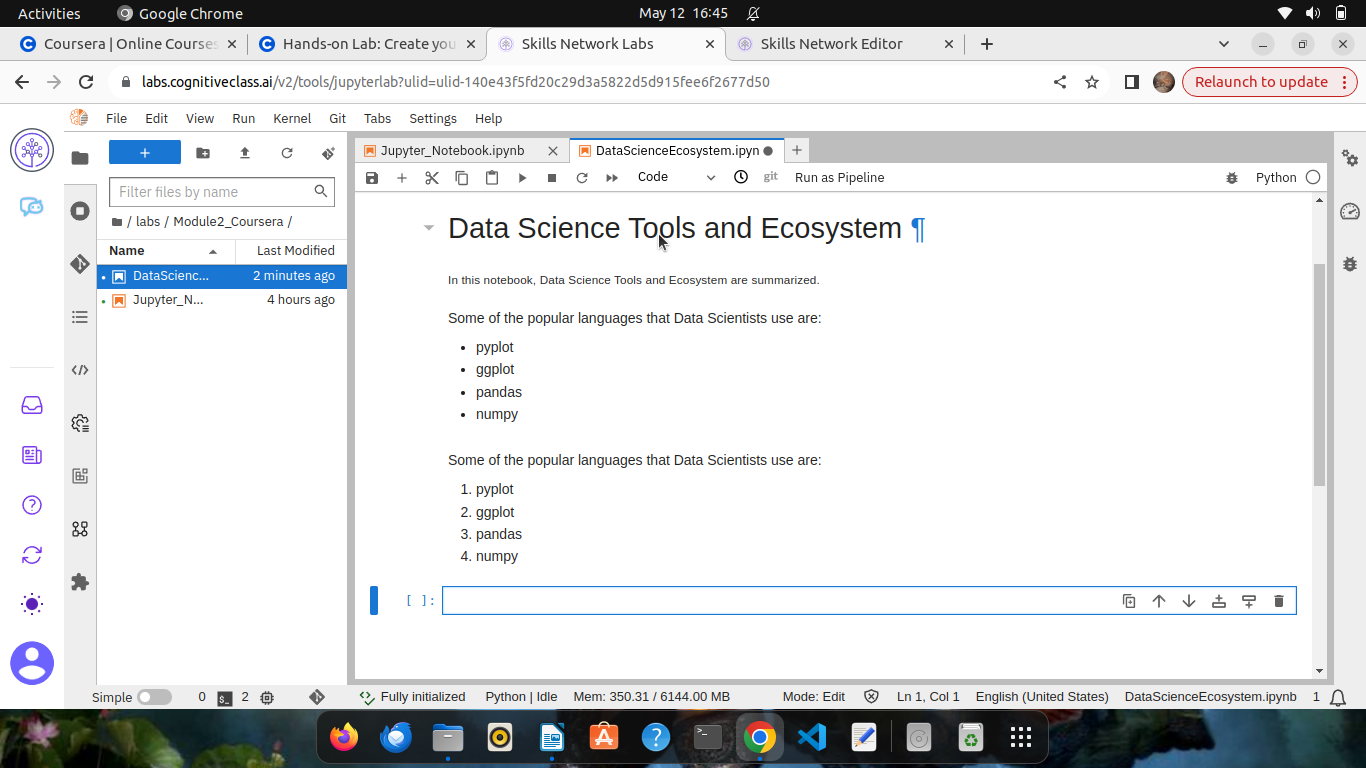 Activities Google Chrome May 12 16:45
Coursera | Online Courses Hands-on Lab: Create you Skills Network Labs Skills Network Editor
labs.cognitiveclass.ai/v2/tools/jupyterlab?ulid=ulid-140e43f5fd20c29d3a5822d5d915fee6f2677d50 Relaunch to update
File Edit View Run Kernel Git Tabs Settings Help
Jupyter_Notebook.ipynb DataScienceEcosystem.ipyn
Code git Run as Pipeline Python
Filter files by name
/ labs / Module2_Coursera /
Name Last Modified
DataScienc... 2 minutes ago
Jupyter_N... 4 hours ago
Data Science Tools and Ecosystem ¶
In this notebook, Data Science Tools and Ecosystem are summarized.
Some of the popular languages that Data Scientists use are:
• pyplot
• ggplot
• pandas
• numpy
Some of the popular languages that Data Scientists use are:
1. pyplot
2. ggplot
3. pandas
4. numpy
[ ]:
Simple 0 2 Fully initialized Python | Idle Mem: 350.31 / 6144.00 MB Mode: Edit Ln 1, Col 1 English (United States) DataScienceEcosystem.ipynb 1